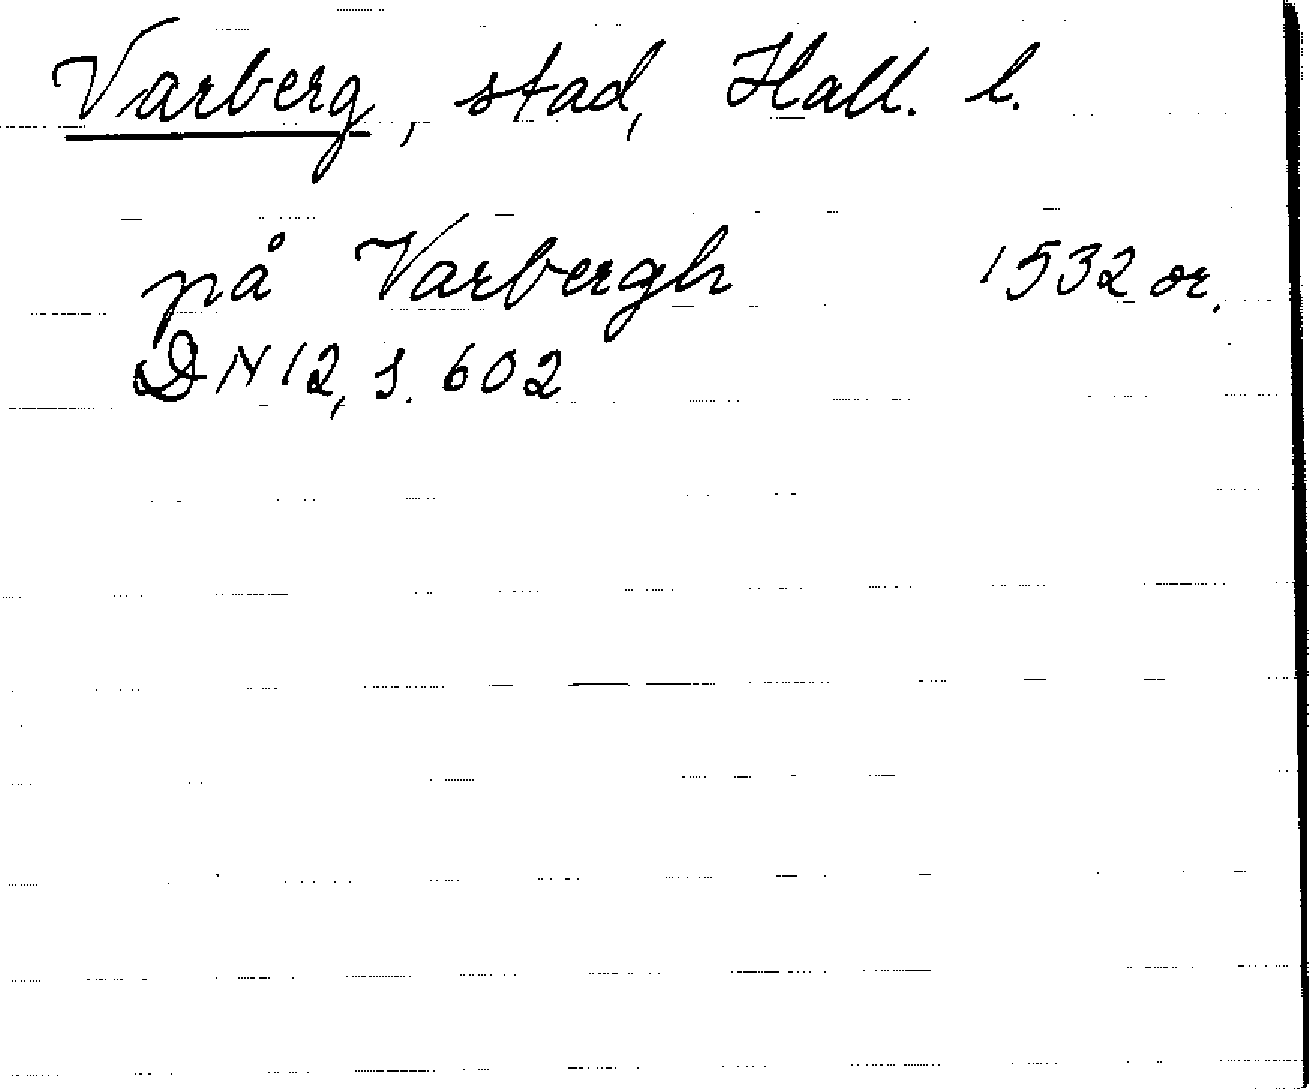 Varberg, stad, Hall. l.
på Varbergh 1532 or.
DN 12, s. 602